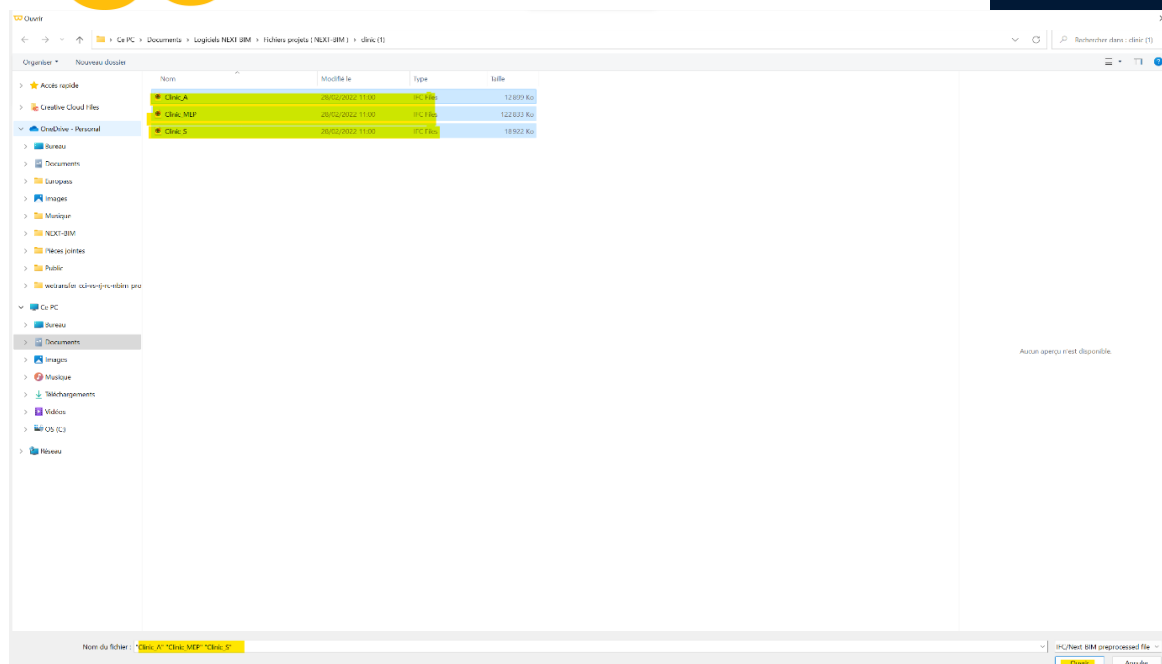 Ouvrir
Ce PC › Documents › Logiciels NEXT BIM › Fichiers projets ( NEXT-BIM ) › clinic (1)
Rechercher dans : clinic (1)
Organiser
Nouveau dossier
Nom
Modifié le
Type
Taille
Clinic_A
28/02/2022 11:00
IFC Files
12 899 Ko
Clinic_MEP
28/02/2022 11:00
IFC Files
122 833 Ko
Clinic_S
28/02/2022 11:00
IFC Files
18 922 Ko
Accès rapide
Creative Cloud Files
OneDrive - Personal
Bureau
Documents
Europass
Images
Musique
NEXT-BIM
Pièces jointes
Public
wetransfer
Ce PC
Bureau
Documents
Images
Musique
Téléchargements
Vidéos
OS (C:)
Réseau
Aucun aperçu n'est disponible.
Nom du fichier : "Clinic_A" "Clinic_MEP" "Clinic_S"
IFC/Next BIM preprocessed file
Ouvrir
Annuler